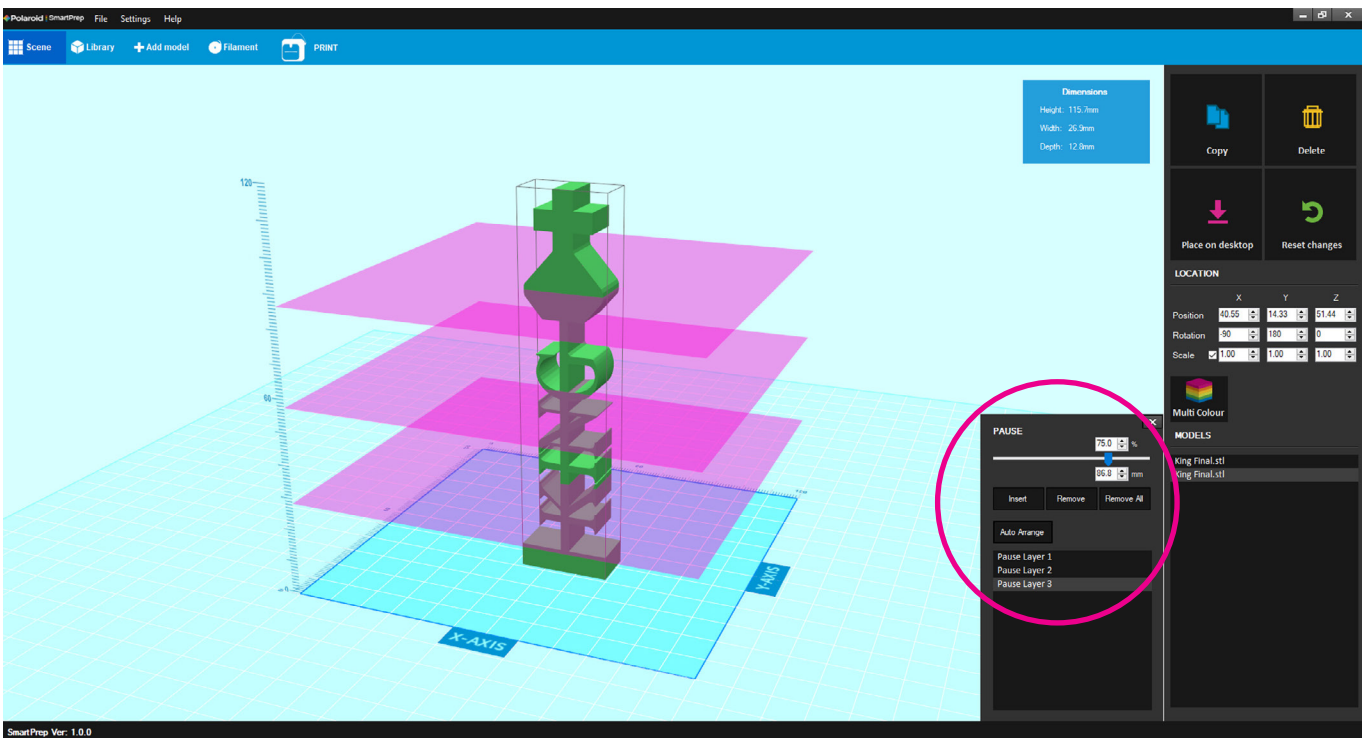 Polaroid | SmartPrep File Settings Help
Scene Library Add model Filament PRINT
Dimensions
Height: 115.7mm
Width: 26.9mm
Depth: 12.8mm
120
60
0
X-AXIS
Y-AXIS
Copy Delete
Place on desktop Reset changes
LOCATION
X Y Z
Position 40.55 14.33 51.44
Rotation -90 180 0
Scale 1.00 1.00 1.00
Multi Colour
MODELS
King Final.stl
King Final.stl
PAUSE
75.0 %
86.8 mm
Insert Remove Remove All
Auto Arrange
Pause Layer 1
Pause Layer 2
Pause Layer 3
SmartPrep Ver: 1.0.0